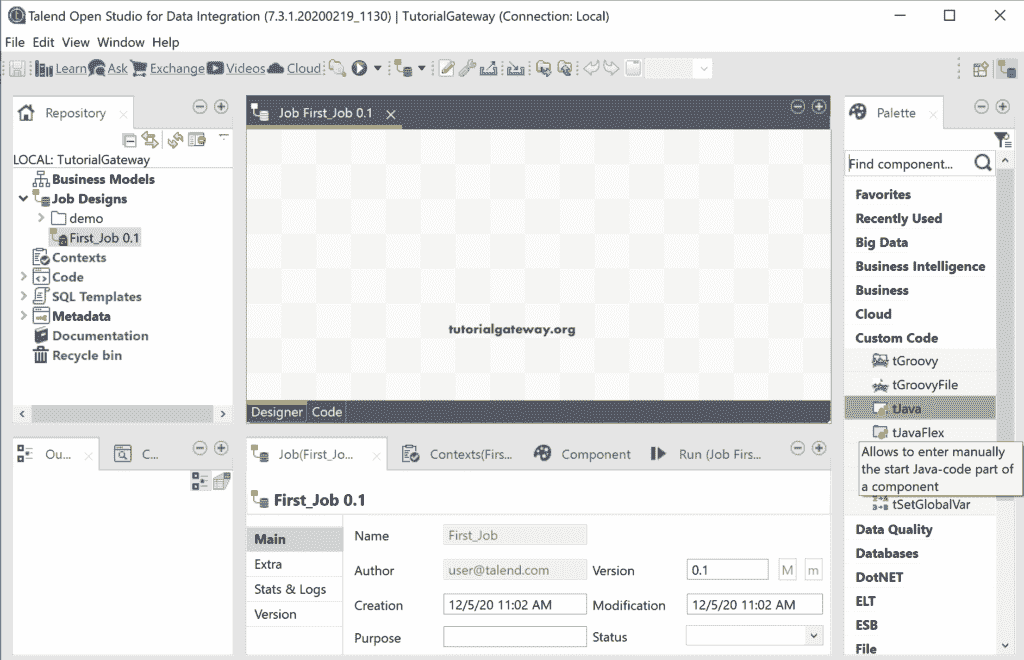 Talend Open Studio for Data Integration (7.3.1.20200219_1130) | TutorialGateway (Connection: Local)
File Edit View Window Help
Learn Ask Exchange Videos Cloud
Repository
LOCAL: TutorialGateway
Business Models
Job Designs
demo
First_Job 0.1
Contexts
Code
SQL Templates
Metadata
Documentation
Recycle bin
Ou...
C...
Job First_Job 0.1
tutorialgateway.org
Designer Code
Job(First_Jo...
Contexts(Firs...
Component
Run (Job Firs...
First_Job 0.1
Main
Extra
Stats & Logs
Version
Name First_Job
Author user@talend.com Version 0.1 M m
Creation 12/5/20 11:02 AM Modification 12/5/20 11:02 AM
Purpose Status
Palette
Find component...
Favorites
Recently Used
Big Data
Business Intelligence
Business
Cloud
Custom Code
tGroovy
tGroovyFile
tJava
tJavaFlex
Allows to enter manually
the start Java-code part of
a component
tSetGlobalVar
Data Quality
Databases
DotNET
ELT
ESB
File